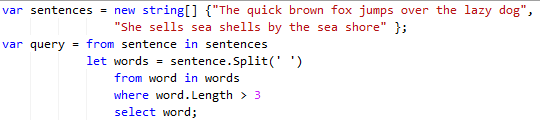 var sentences = new string[] {"The quick brown fox jumps over the lazy dog",
"She sells sea shells by the sea shore" };
var query = from sentence in sentences
let words = sentence.Split(' ')
from word in words
where word.Length > 3
select word;